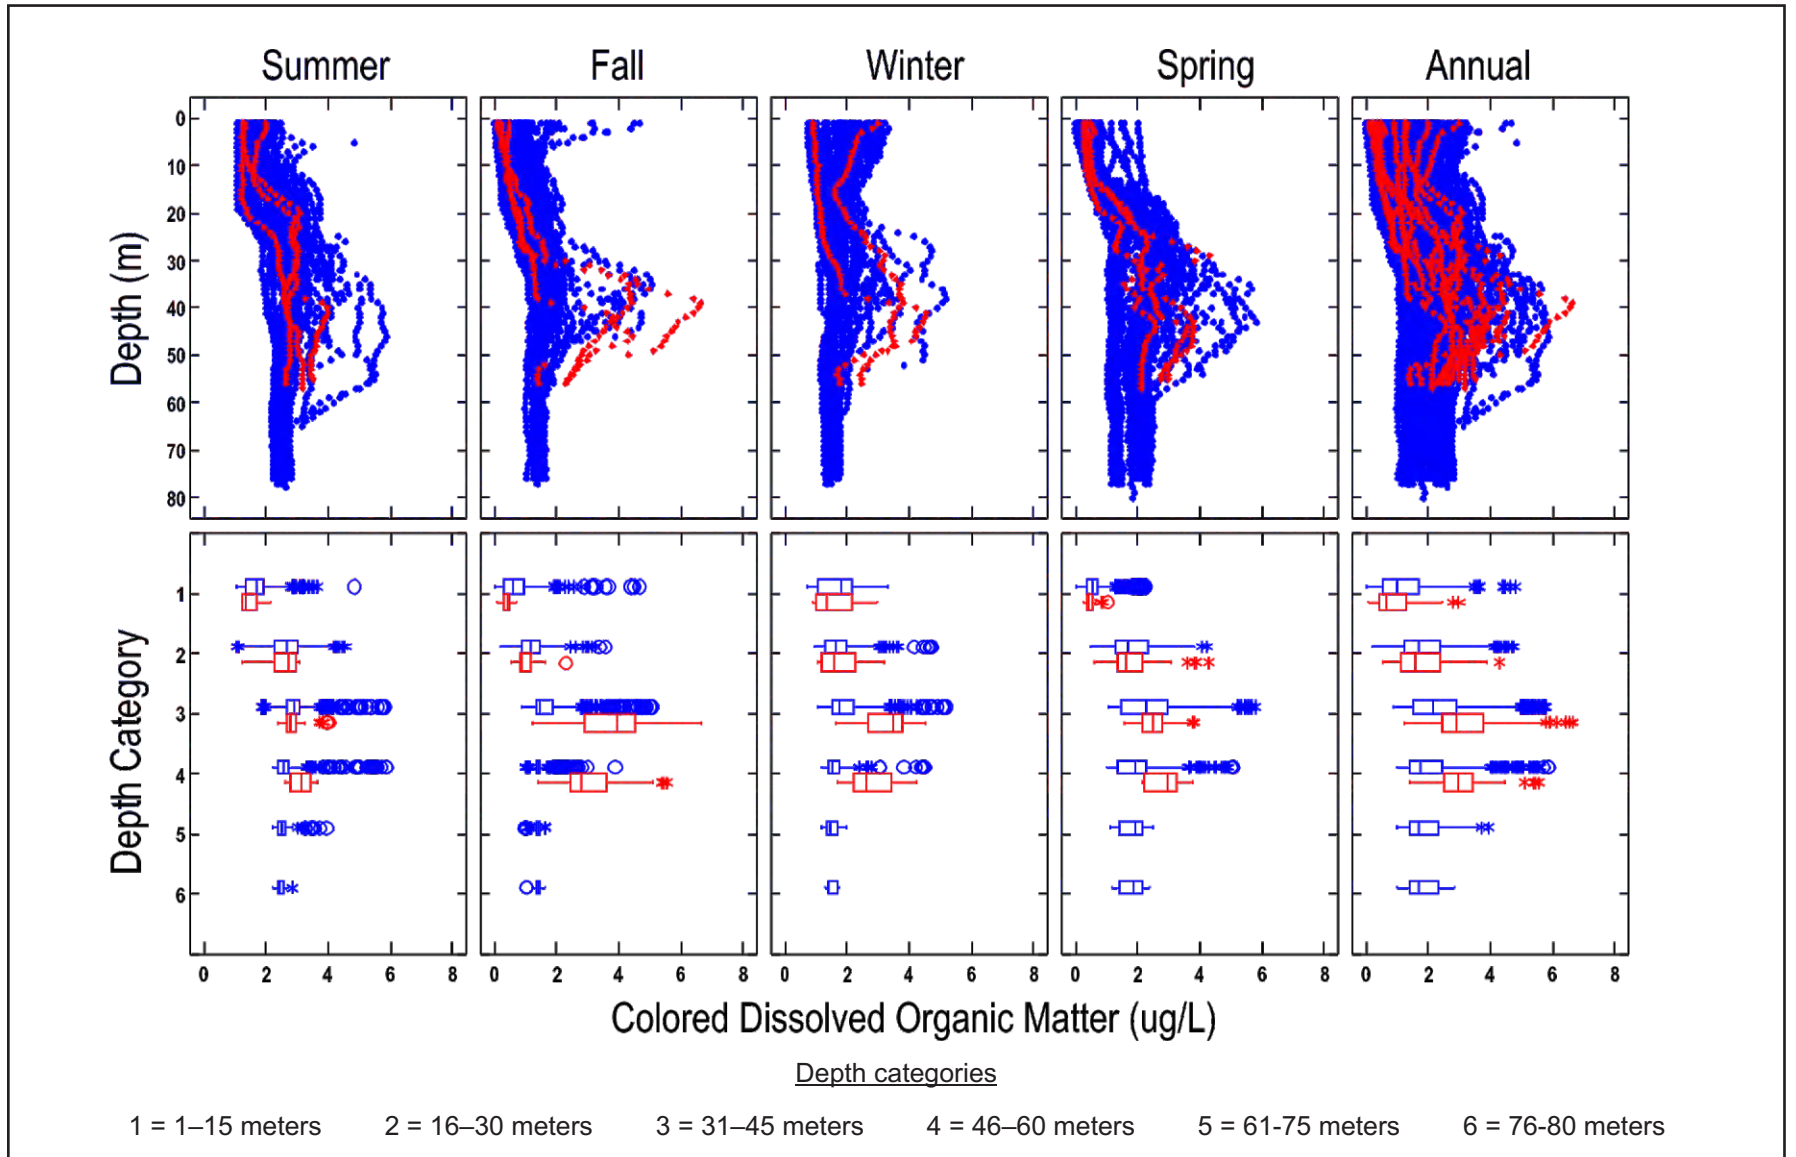 Summer Fall Winter Spring Annual
0
10
20
30
40
50
60
70
80
Depth (m)
1
2
3
4
5
6
Depth Category
0 2 4 6 8 0 2 4 6 8 0 2 4 6 8 0 2 4 6 8 0 2 4 6 8
Colored Dissolved Organic Matter (ug/L)
Depth categories
1 = 1–15 meters 2 = 16–30 meters 3 = 31–45 meters 4 = 46–60 meters 5 = 61-75 meters 6 = 76-80 meters